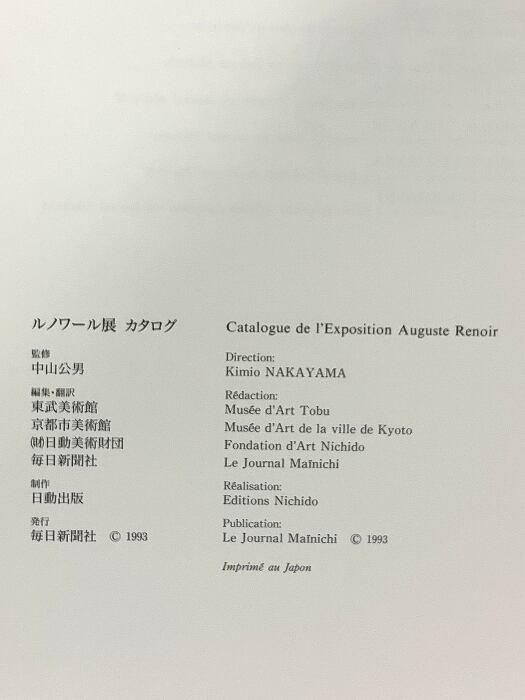 ルノワール展 カタログ
監修
中山公男
編集・翻訳
東武美術館
京都市美術館
㈶日動美術財団
毎日新聞社
制作
日動出版
発行
毎日新聞社 © 1993
Catalogue de l'Exposition Auguste Renoir
Direction:
Kimio NAKAYAMA
Rédaction:
Musée d'Art Tobu
Musée d'Art de la ville de Kyoto
Fondation d'Art Nichido
Le Journal Maïnichi
Réalisation:
Editions Nichido
Publication:
Le Journal Maïnichi © 1993
Imprimé au Japon